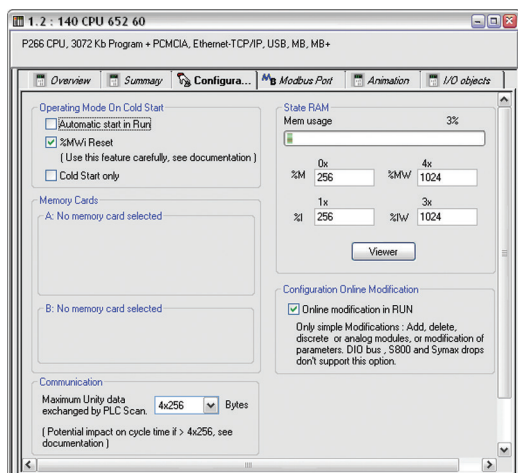 1.2 : 140 CPU 652 60
P266 CPU, 3072 Kb Program + PCMCIA, Ethernet-TCP/IP, USB, MB, MB+
Overview
Summary
Configura...
MB Modbus Port
Animation
I/O objects
Operating Mode On Cold Start
Automatic start in Run
%MWi Reset
( Use this feature carefully, see documentation )
Cold Start only
Memory Cards
A: No memory card selected
B: No memory card selected
Communication
Maximum Unity data
exchanged by PLC Scan.
4x256
Bytes
( Potential impact on cycle time if > 4x256, see
documentation )
State RAM
Mem usage 3%
0x 4x
%M 256 %MW 1024
1x 3x
%I 256 %IW 1024
Viewer
Configuration Online Modification
Online modification in RUN
Only simple Modifications : Add, delete,
discrete or analog modules, or modification of
parameters. DIO bus , S800 and Symax drops
don't support this option.